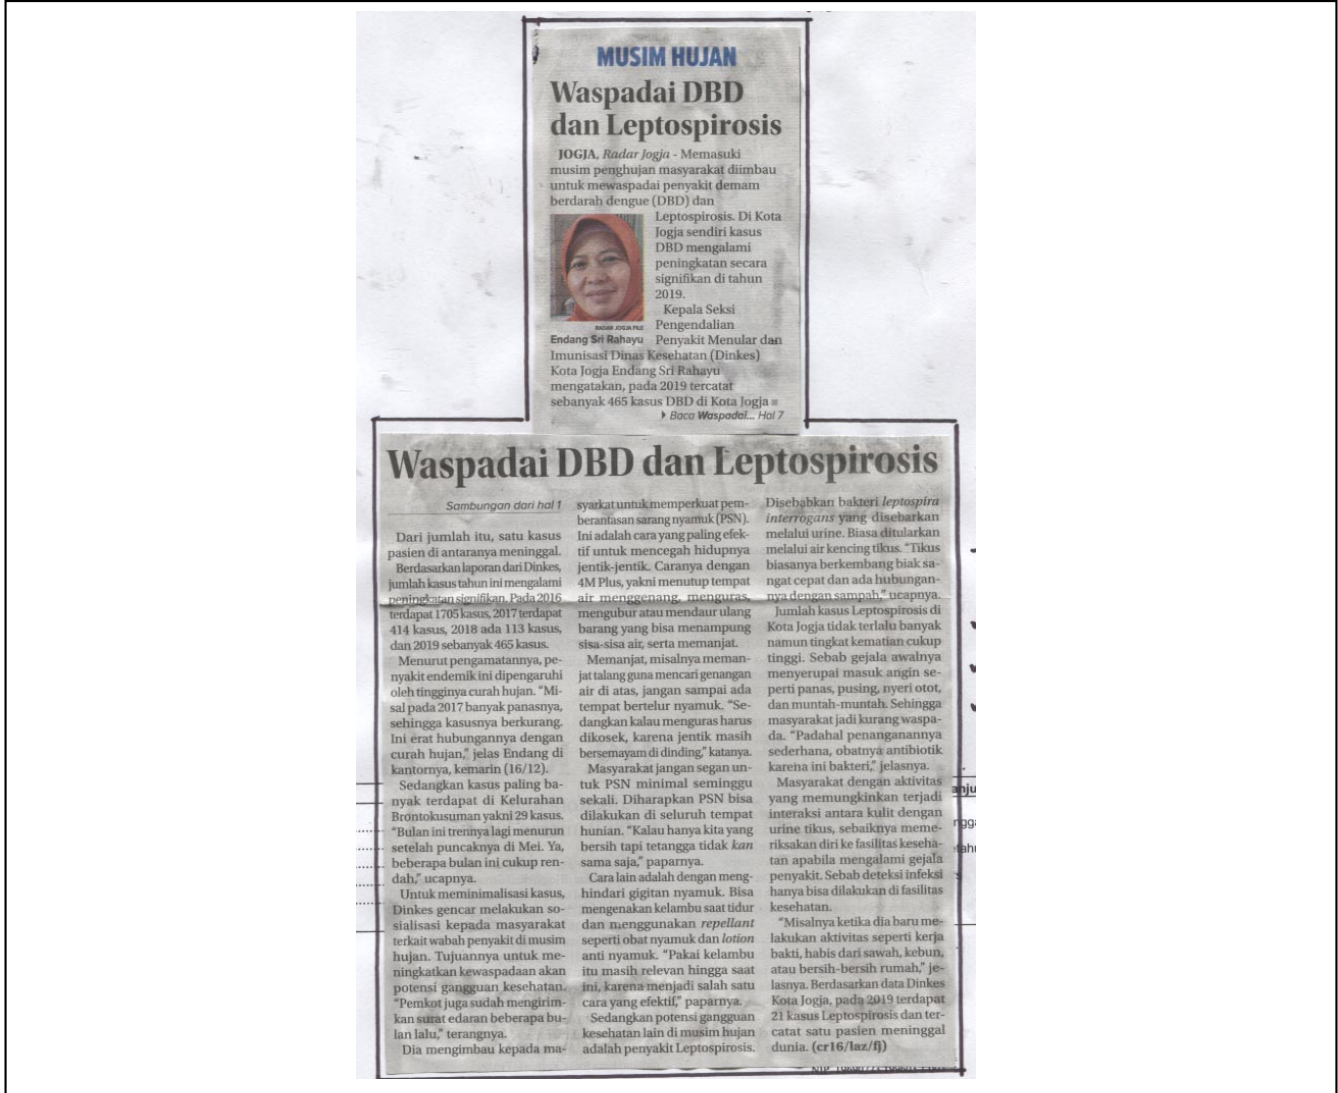 MUSIM HUJAN
Waspadai DBD
dan Leptospirosis
JOGJA, Radar Jogja - Memasuki
musim penghujan masyarakat diimbau
untuk mewaspadai penyakit demam
berdarah dengue (DBD) dan
Leptospirosis. Di Kota
Jogja sendiri kasus
DBD mengalami
peningkatan secara
signifikan di tahun
2019.
Kepala Seksi
Pengendalian
Penyakit Menular dan
RADAR JOGJA FILE
Endang Sri Rahayu
Imunisasi Dinas Kesehatan (Dinkes)
Kota Jogja Endang Sri Rahayu
mengatakan, pada 2019 tercatat
sebanyak 465 kasus DBD di Kota Jogja
Baca Waspadai... Hal 7
Waspadai DBD dan Leptospirosis
Sambungan dari hal 1
Dari jumlah itu, satu kasus
pasien di antaranya meninggal.
Berdasarkan laporan dari Dinkes,
jumlah kasus tahun ini mengalami
peningkatan signifikan. Pada 2016
terdapat 1705 kasus, 2017 terdapat
414 kasus, 2018 ada 113 kasus,
dan 2019 sebanyak 465 kasus.
Menurut pengamatannya, pe-
nyakit endemik ini dipengaruhi
oleh tingginya curah hujan. “Mi-
sal pada 2017 banyak panasnya,
sehingga kasusnya berkurang.
Ini erat hubungannya dengan
curah hujan,” jelas Endang di
kantornya, kemarin (16/12).
Sedangkan kasus paling ba-
nyak terdapat di Kelurahan
Brontokusuman yakni 29 kasus.
“Bulan ini trennya lagi menurun
setelah puncaknya di Mei. Ya,
beberapa bulan ini cukup ren-
dah,” ucapnya.
Untuk meminimalisasi kasus,
Dinkes gencar melakukan so-
sialisasi kepada masyarakat
terkait wabah penyakit di musim
hujan. Tujuannya untuk me-
ningkatkan kewaspadaan akan
potensi gangguan kesehatan.
“Pemkot juga sudah mengirim-
kan surat edaran beberapa bu-
lan lalu,” terangnya.
Dia mengimbau kepada ma-
syarkat untuk memperkuat pem-
berantasan sarang nyamuk (PSN).
Ini adalah cara yang paling efek-
tif untuk mencegah hidupnya
jentik-jentik. Caranya dengan
4M Plus, yakni menutup tempat
air menggenang, menguras,
mengubur atau mendaur ulang
barang yang bisa menampung
sisa-sisa air, serta memanjat.
Memanjat, misalnya meman-
jat talang guna mencari genangan
air di atas, jangan sampai ada
tempat bertelur nyamuk. “Se-
dangkan kalau menguras harus
dikosek, karena jentik masih
bersemayam di dinding,” katanya.
Masyarakat jangan segan un-
tuk PSN minimal seminggu
sekali. Diharapkan PSN bisa
dilakukan di seluruh tempat
hunian. “Kalau hanya kita yang
bersih tapi tetangga tidak kan
sama saja,” paparnya.
Cara lain adalah dengan meng-
hindari gigitan nyamuk. Bisa
mengenakan kelambu saat tidur
dan menggunakan repellant
seperti obat nyamuk dan lotion
anti nyamuk. “Pakai kelambu
itu masih relevan hingga saat
ini, karena menjadi salah satu
cara yang efektif,” paparnya.
Sedangkan potensi gangguan
kesehatan lain di musim hujan
adalah penyakit Leptospirosis.
Disebabkan bakteri leptospira
interrogans yang disebarkan
melalui urine. Biasa ditularkan
melalui air kencing tikus. “Tikus
biasanya berkembang biak sa-
ngat cepat dan ada hubungan-
nya dengan sampah,” ucapnya.
Jumlah kasus Leptospirosis di
Kota Jogja tidak terlalu banyak
namun tingkat kematian cukup
tinggi. Sebab gejala awalnya
menyerupai masuk angin se-
perti panas, pusing, nyeri otot,
dan muntah-muntah. Sehingga
masyarakat jadi kurang waspa-
da. “Padahal penanganannya
sederhana, obatnya antibiotik
karena ini bakteri,” jelasnya.
Masyarakat dengan aktivitas
yang memungkinkan terjadi
interaksi antara kulit dengan
urine tikus, sebaiknya meme-
riksakan diri ke fasilitas keseha-
tan apabila mengalami gejala
penyakit. Sebab deteksi infeksi
hanya bisa dilakukan di fasilitas
kesehatan.
“Misalnya ketika dia baru me-
lakukan aktivitas seperti kerja
bakti, habis dari sawah, kebun,
atau bersih-bersih rumah,” je-
lasnya. Berdasarkan data Dinkes
Kota Jogja, pada 2019 terdapat
21 kasus Leptospirosis dan ter-
catat satu pasien meninggal
dunia. (cr16/laz/fj)